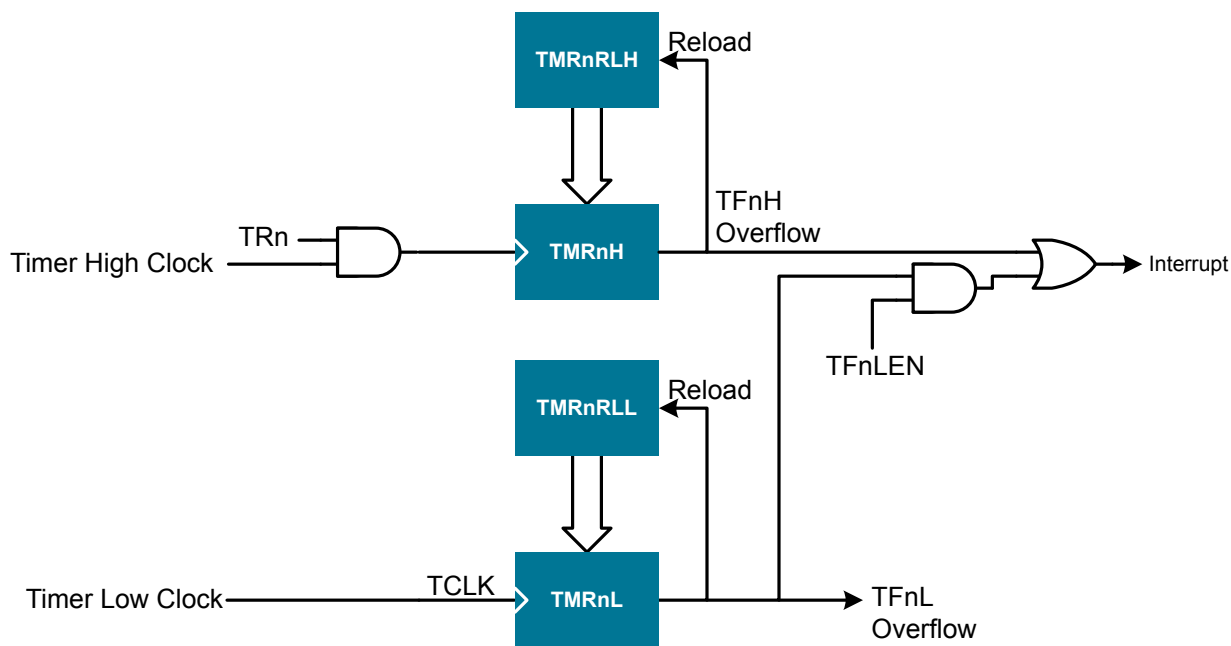 TMRnRLH
Reload
TRn
Timer High Clock
TMRnH
TFnH
Overflow
Interrupt
TFnLEN
TMRnRLL
Reload
Timer Low Clock
TCLK
TMRnL
TFnL
Overflow